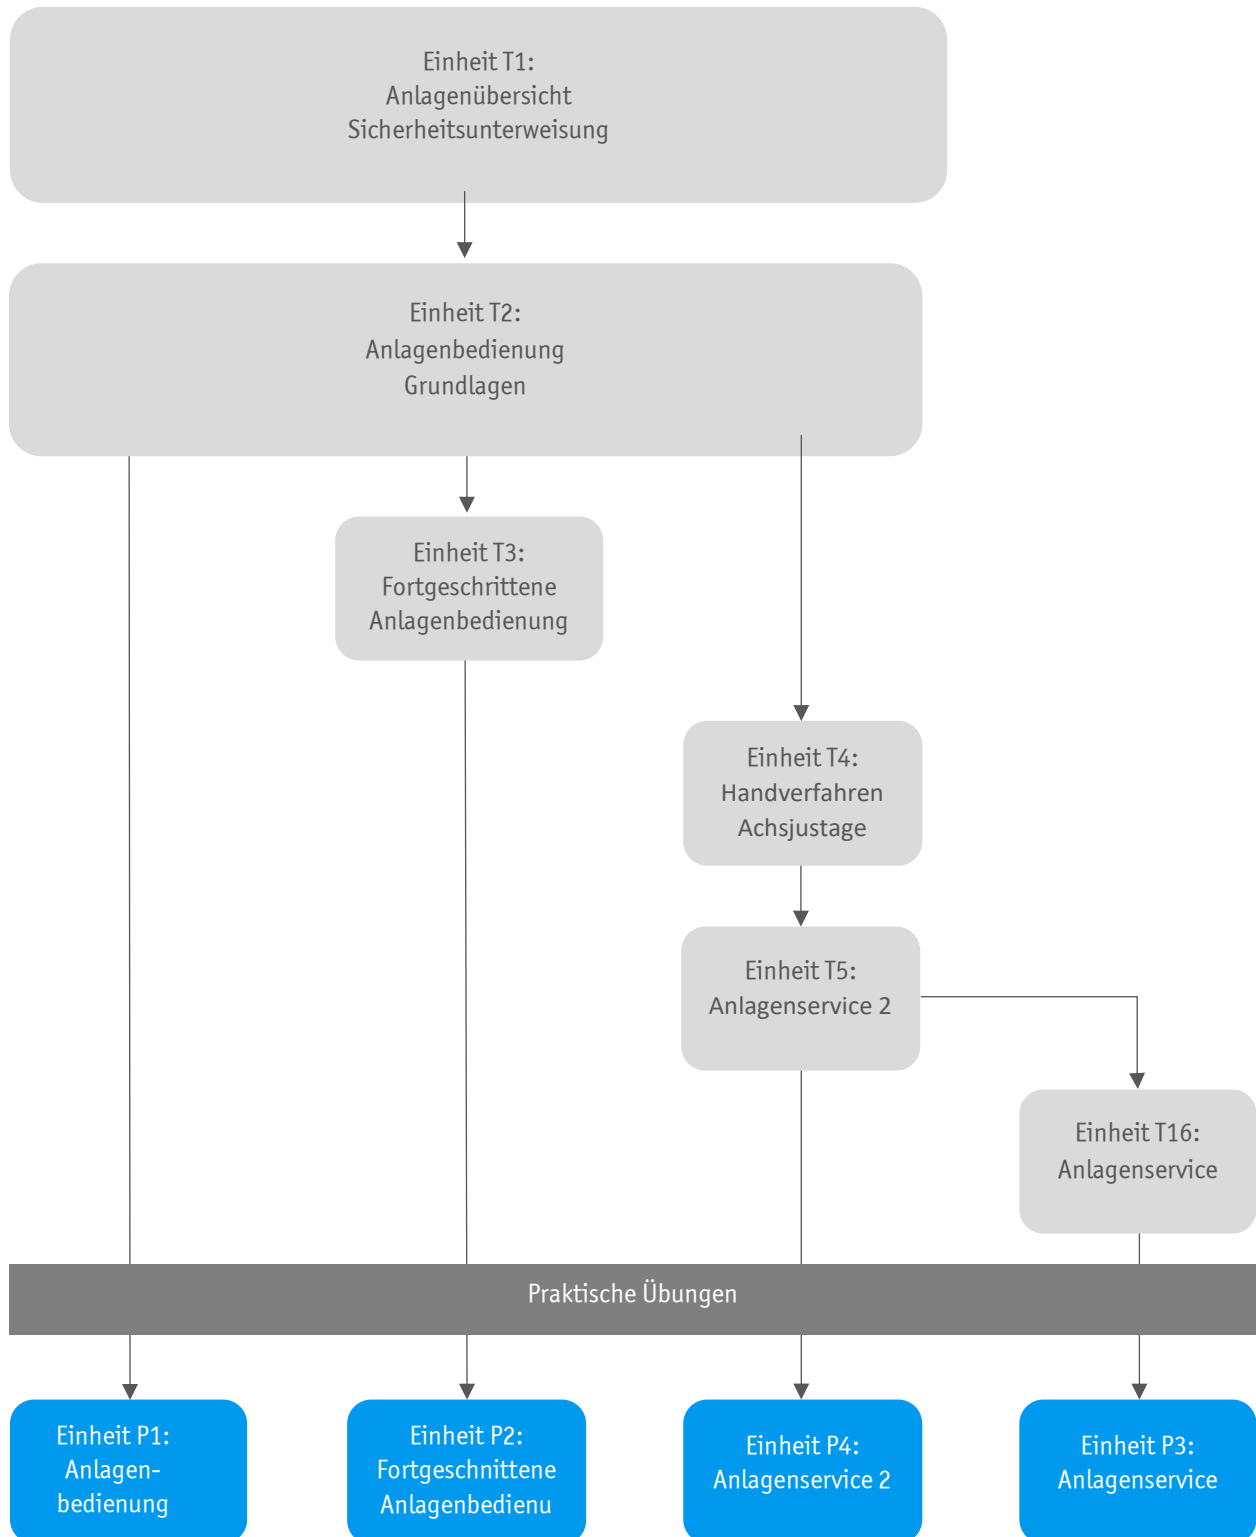 Einheit T1:
Anlagenübersicht
Sicherheitsunterweisung
Einheit T2:
Anlagenbedienung
Grundlagen
Einheit T3:
Fortgeschrittene
Anlagenbedienung
Einheit T4:
Handverfahren
Achsjustage
Einheit T5:
Anlagenservice 2
Einheit T16:
Anlagenservice
Praktische Übungen
Einheit P1:
Anlagen-
bedienung
Einheit P2:
Fortgeschnittene
Anlagenbedienu
Einheit P4:
Anlagenservice 2
Einheit P3:
Anlagenservice